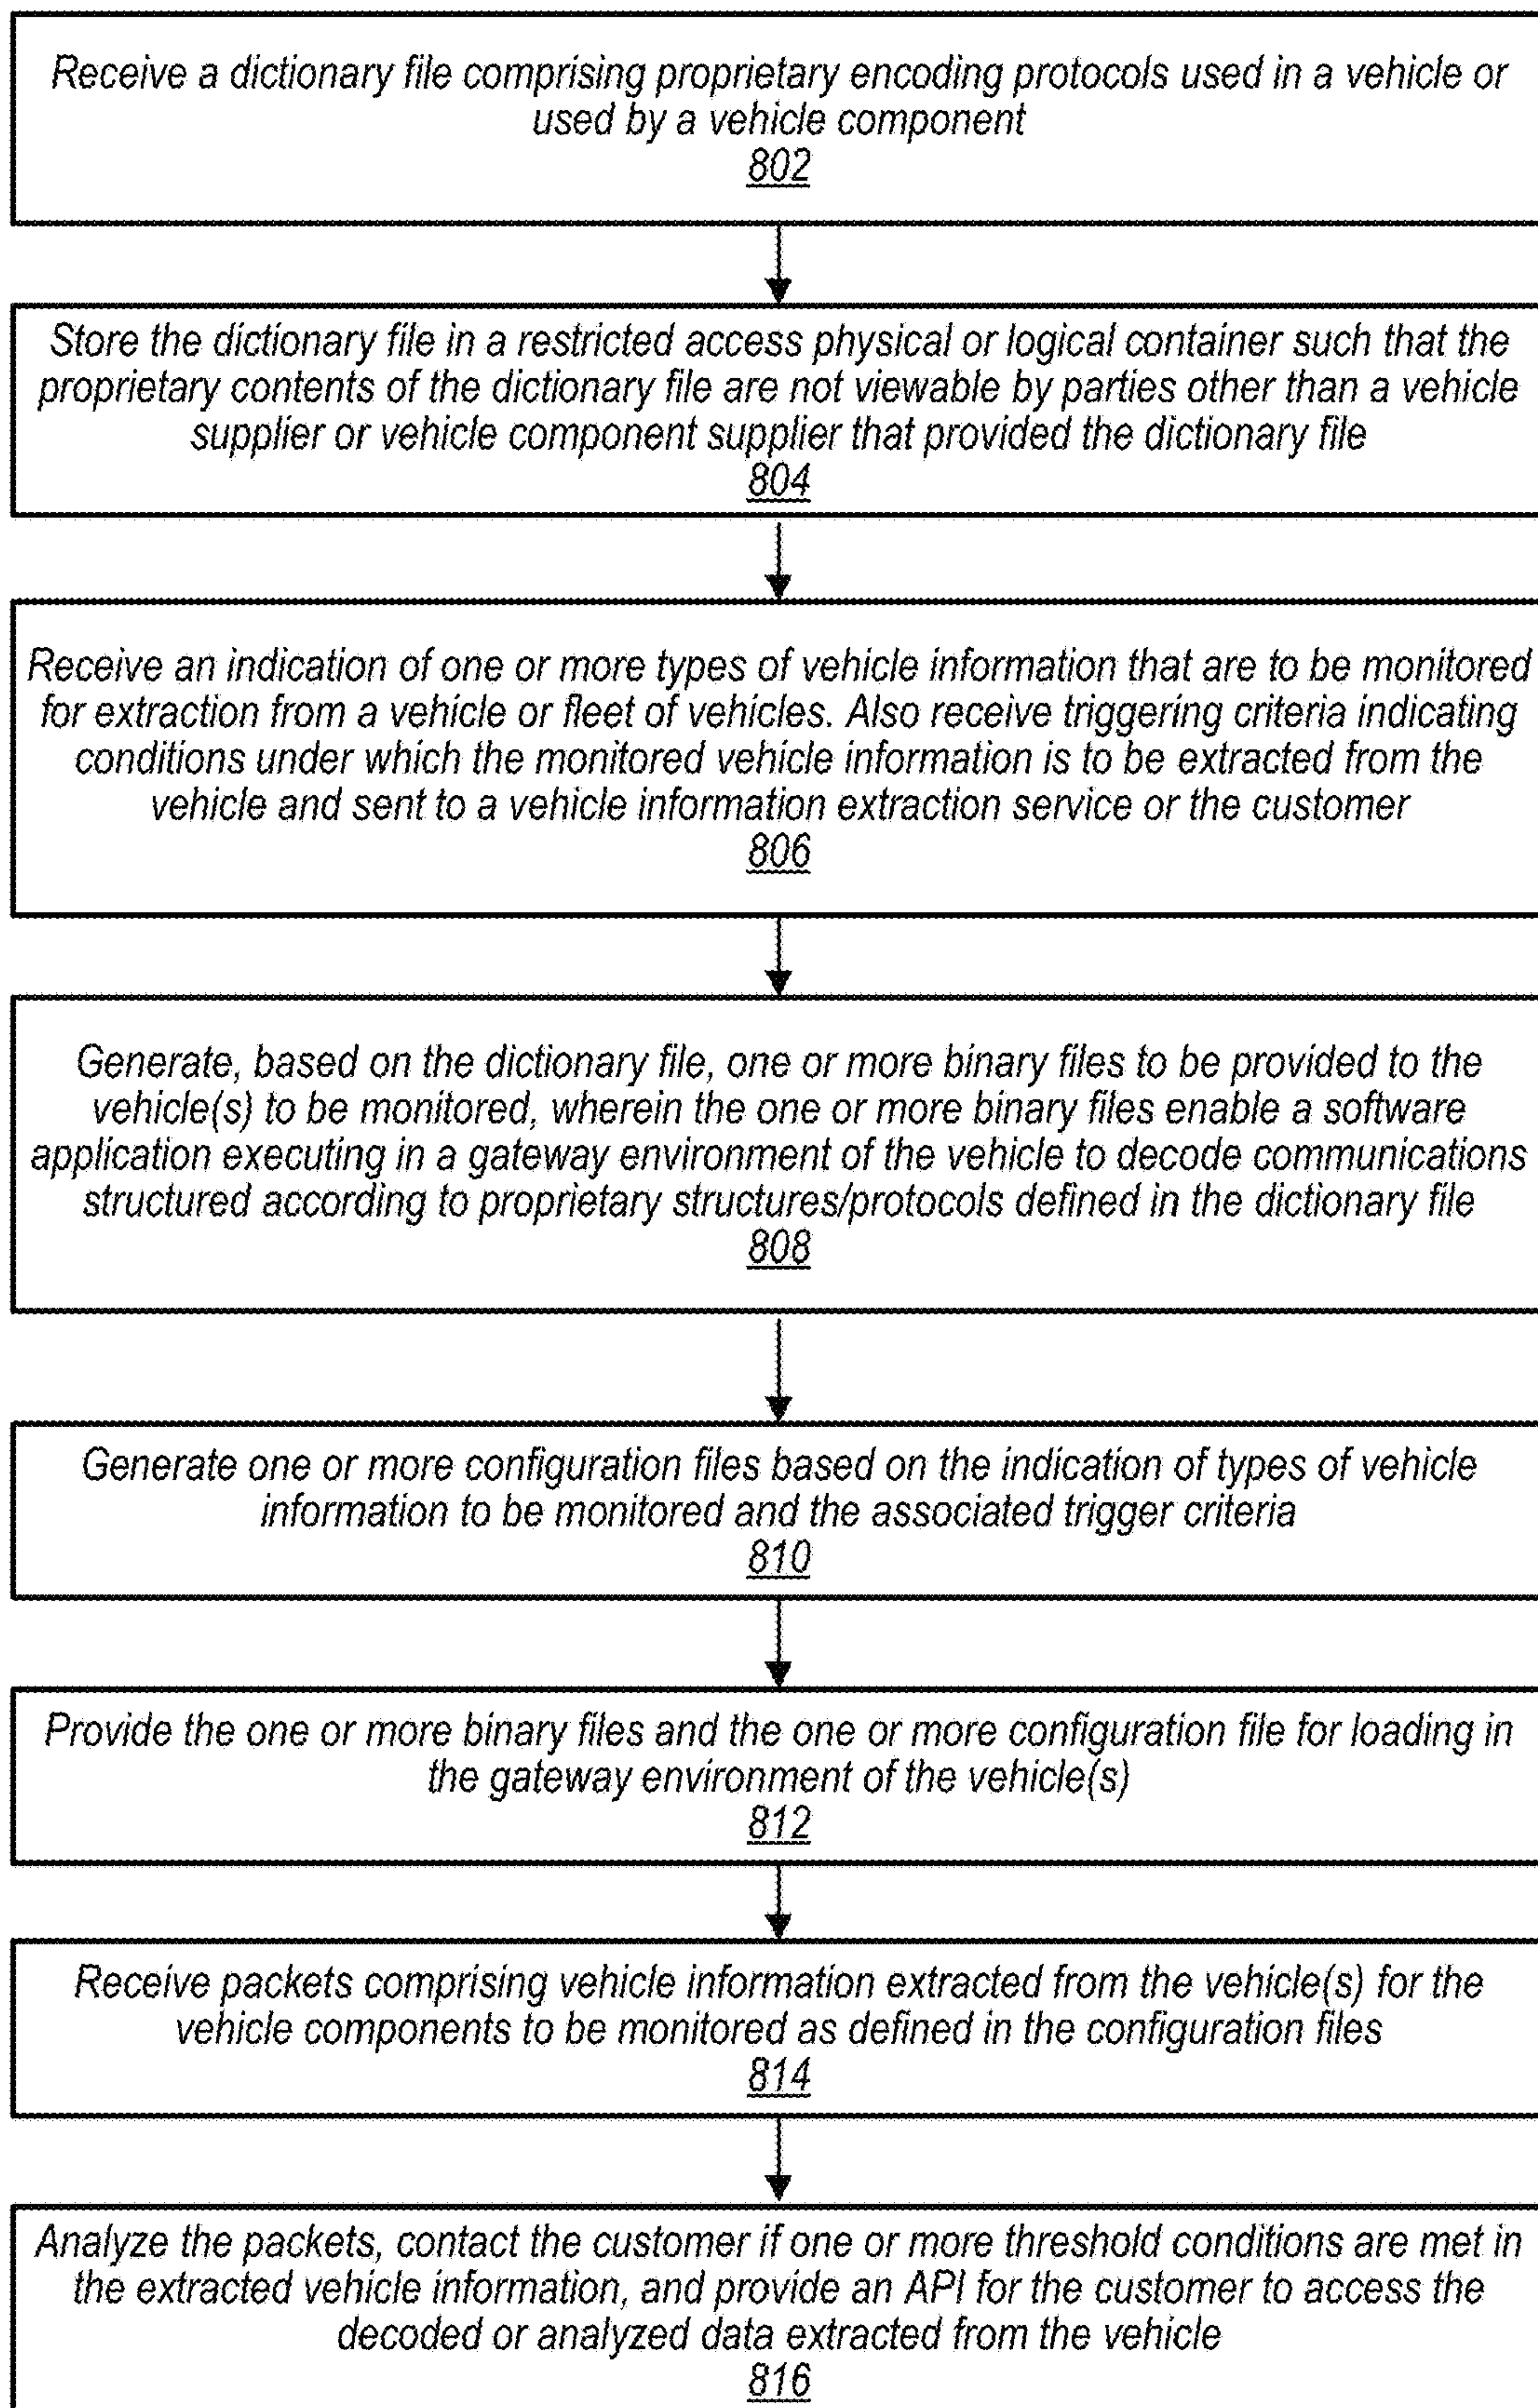 Receive a dictionary file comprising proprietary encoding protocols used in a vehicle or
used by a vehicle component
802
Store the dictionary file in a restricted access physical or logical container such that the
proprietary contents of the dictionary file are not viewable by parties other than a vehicle
supplier or vehicle component supplier that provided the dictionary file
804
Receive an indication of one or more types of vehicle information that are to be monitored
for extraction from a vehicle or fleet of vehicles. Also receive triggering criteria indicating
conditions under which the monitored vehicle information is to be extracted from the
vehicle and sent to a vehicle information extraction service or the customer
806
Generate, based on the dictionary file, one or more binary files to be provided to the
vehicle(s) to be monitored, wherein the one or more binary files enable a software
application executing in a gateway environment of the vehicle to decode communications
structured according to proprietary structures/protocols defined in the dictionary file
808
Generate one or more configuration files based on the indication of types of vehicle
information to be monitored and the associated trigger criteria
810
Provide the one or more binary files and the one or more configuration file for loading in
the gateway environment of the vehicle(s)
812
Receive packets comprising vehicle information extracted from the vehicle(s) for the
vehicle components to be monitored as defined in the configuration files
814
Analyze the packets, contact the customer if one or more threshold conditions are met in
the extracted vehicle information, and provide an API for the customer to access the
decoded or analyzed data extracted from the vehicle
816